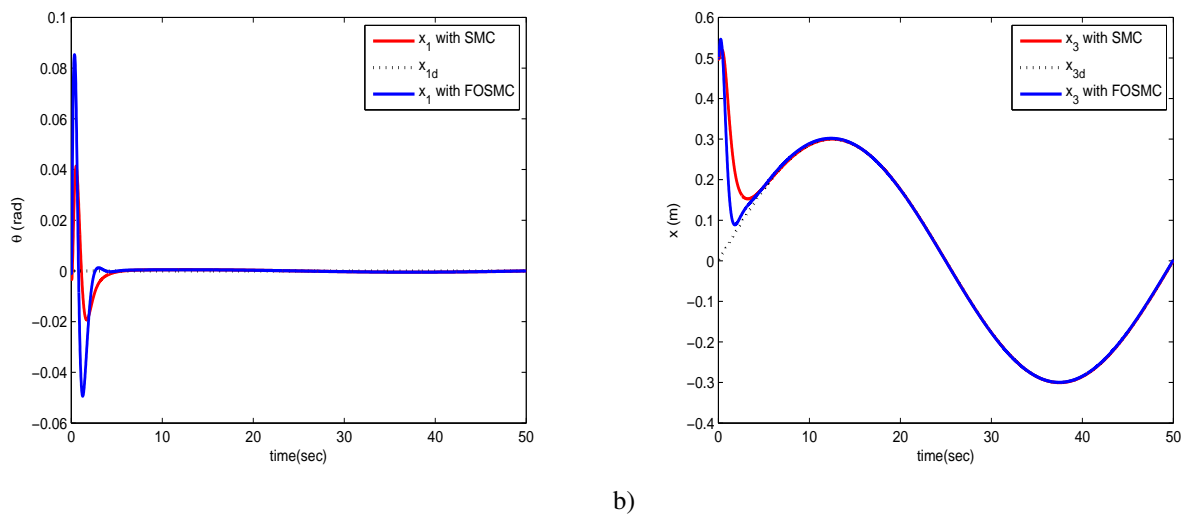 0.1
0.08
0.06
0.04
0.02
0
−0.02
−0.04
−0.06
0
10
20
30
40
50
time(sec)
θ (rad)
x1 with SMC
x1d
x1 with FOSMC
0.6
0.5
0.4
0.3
0.2
0.1
0
−0.1
−0.2
−0.3
−0.4
0
10
20
30
40
50
time(sec)
x (m)
x3 with SMC
x3d
x3 with FOSMC
b)